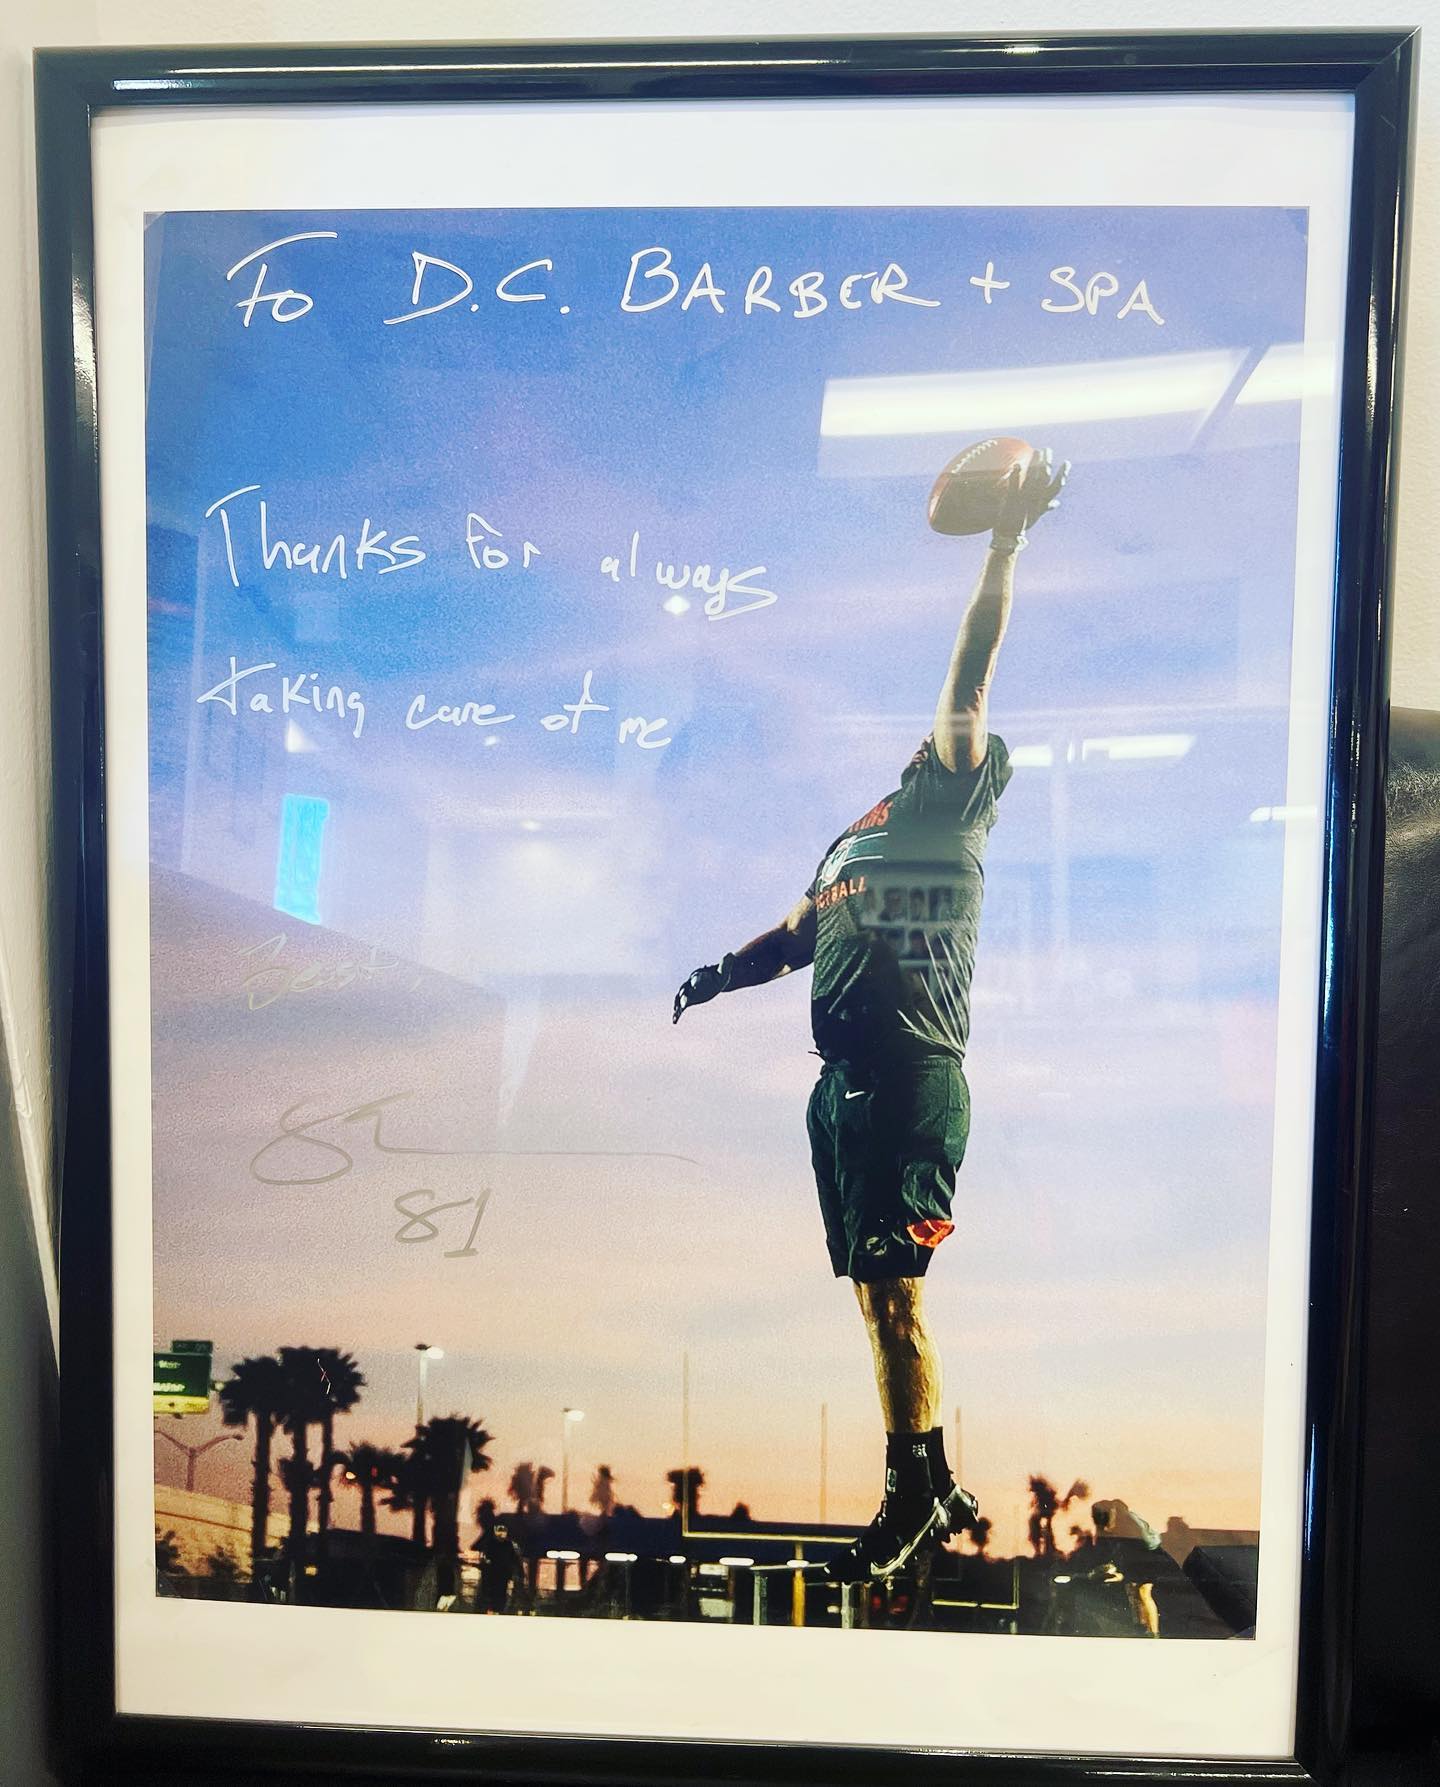 To D.C. BARBER + SPA
Thanks for always
taking care of me
Best,
81